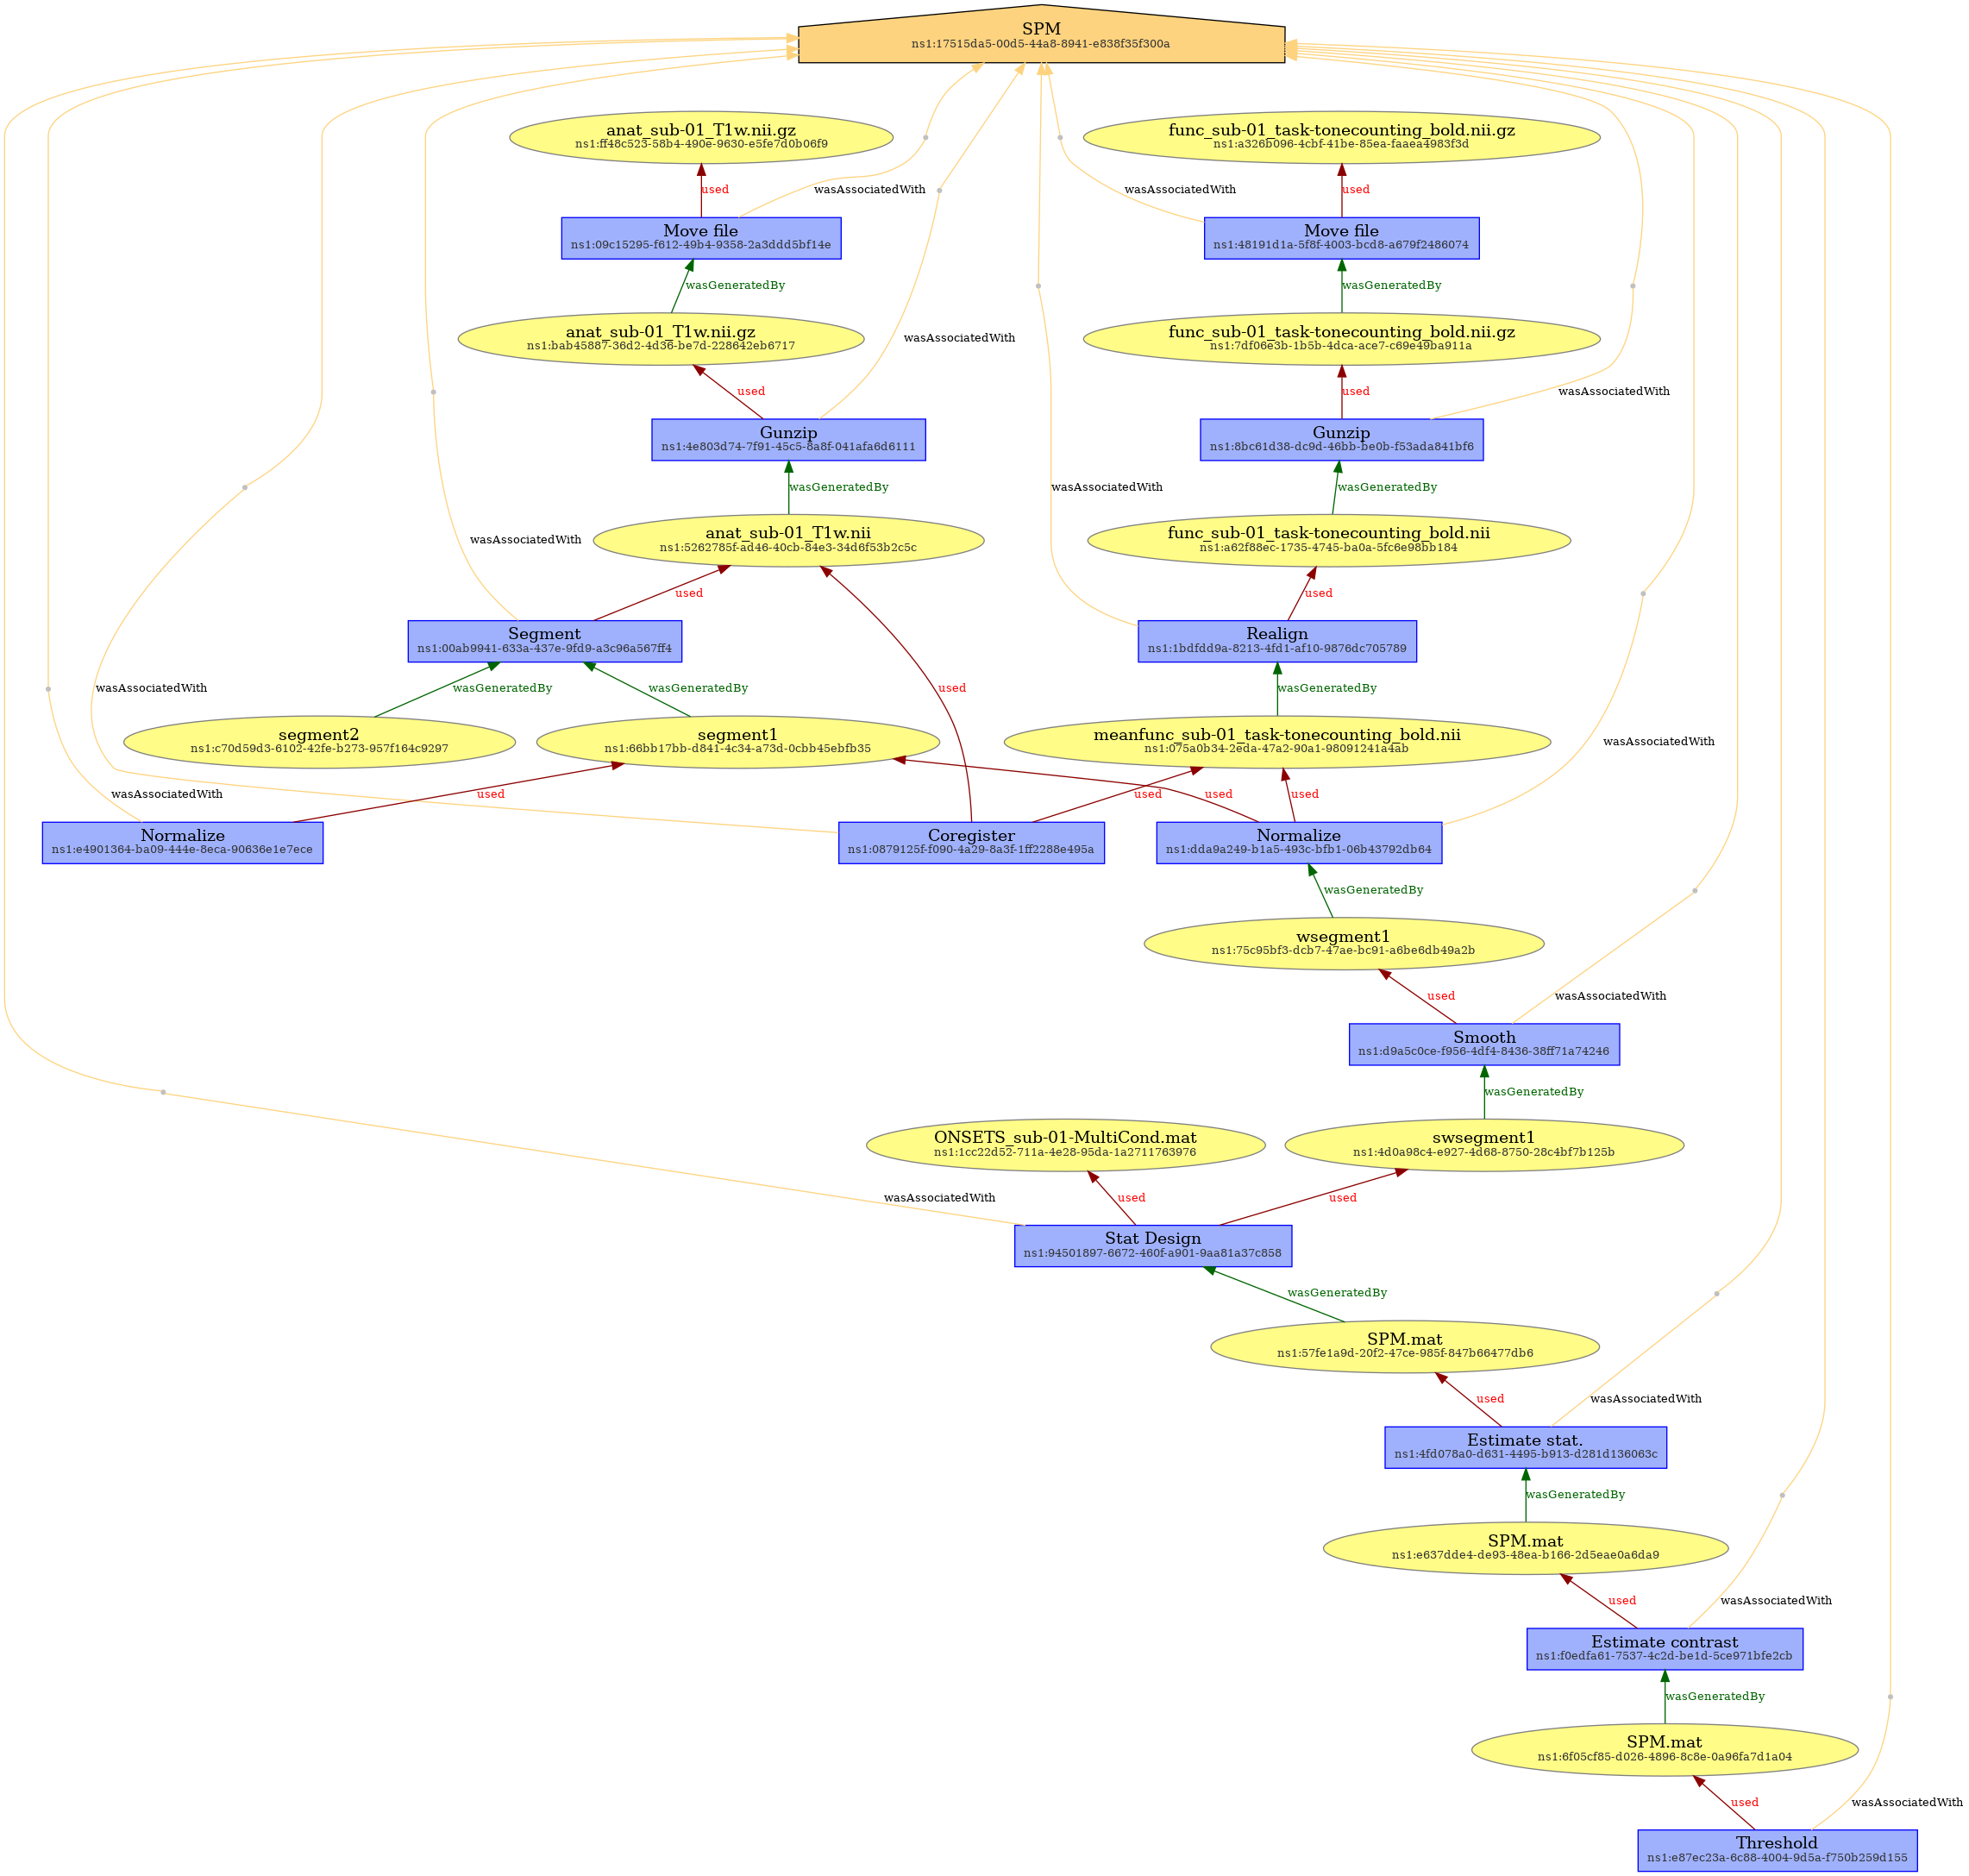 SPM
ns1:17515da5-00d5-44a8-8941-e838f35f300a
anat_sub-01_T1w.nii.gz
ns1:ff48c523-58b4-490e-9630-e5fe7d0b06f9
func_sub-01_task-tonecounting_bold.nii.gz
ns1:a326b096-4cbf-41be-85ea-faaea4983f3d
used
wasAssociatedWith
wasAssociatedWith
used
Move file
ns1:09c15295-f612-49b4-9358-2a3ddd5bf14e
Move file
ns1:48191d1a-5f8f-4003-bcd8-a679f2486074
wasGeneratedBy
wasGeneratedBy
anat_sub-01_T1w.nii.gz
ns1:bab45887-36d2-4d36-be7d-228642eb6717
wasAssociatedWith
func_sub-01_task-tonecounting_bold.nii.gz
ns1:7df06e3b-1b5b-4dca-ace7-c69e49ba911a
used
used
wasAssociatedWith
Gunzip
ns1:4e803d74-7f91-45c5-8a8f-041afa6d6111
Gunzip
ns1:8bc61d38-dc9d-46bb-be0b-f53ada841bf6
wasGeneratedBy
wasAssociatedWith
wasGeneratedBy
wasAssociatedWith
anat_sub-01_T1w.nii
ns1:5262785f-ad46-40cb-84e3-34d6f53b2c5c
func_sub-01_task-tonecounting_bold.nii
ns1:a62f88ec-1735-4745-ba0a-5fc6e98bb184
used
used
Segment
ns1:00ab9941-633a-437e-9fd9-a3c96a567ff4
Realign
ns1:1bdfdd9a-8213-4fd1-af10-9876dc705789
wasAssociatedWith
wasGeneratedBy
wasGeneratedBy
used
wasGeneratedBy
segment2
ns1:c70d59d3-6102-42fe-b273-957f164c9297
segment1
ns1:66bb17bb-d841-4c34-a73d-0cbb45ebfb35
meanfunc_sub-01_task-tonecounting_bold.nii
ns1:075a0b34-2eda-47a2-90a1-98091241a4ab
wasAssociatedWith
wasAssociatedWith
used
used
used
used
Normalize
ns1:e4901364-ba09-444e-8eca-90636e1e7ece
Coregister
ns1:0879125f-f090-4a29-8a3f-1ff2288e495a
Normalize
ns1:dda9a249-b1a5-493c-bfb1-06b43792db64
wasGeneratedBy
wsegment1
ns1:75c95bf3-dcb7-47ae-bc91-a6be6db49a2b
used
wasAssociatedWith
Smooth
ns1:d9a5c0ce-f956-4df4-8436-38ff71a74246
wasGeneratedBy
ONSETS_sub-01-MultiCond.mat
ns1:1cc22d52-711a-4e28-95da-1a2711763976
swsegment1
ns1:4d0a98c4-e927-4d68-8750-28c4bf7b125b
wasAssociatedWith
used
used
Stat Design
ns1:94501897-6672-460f-a901-9aa81a37c858
wasGeneratedBy
SPM.mat
ns1:57fe1a9d-20f2-47ce-985f-847b66477db6
used
wasAssociatedWith
Estimate stat.
ns1:4fd078a0-d631-4495-b913-d281d136063c
wasGeneratedBy
SPM.mat
ns1:e637dde4-de93-48ea-b166-2d5eae0a6da9
used
wasAssociatedWith
Estimate contrast
ns1:f0edfa61-7537-4c2d-be1d-5ce971bfe2cb
wasGeneratedBy
SPM.mat
ns1:6f05cf85-d026-4896-8c8e-0a96fa7d1a04
used
wasAssociatedWith
Threshold
ns1:e87ec23a-6c88-4004-9d5a-f750b259d155